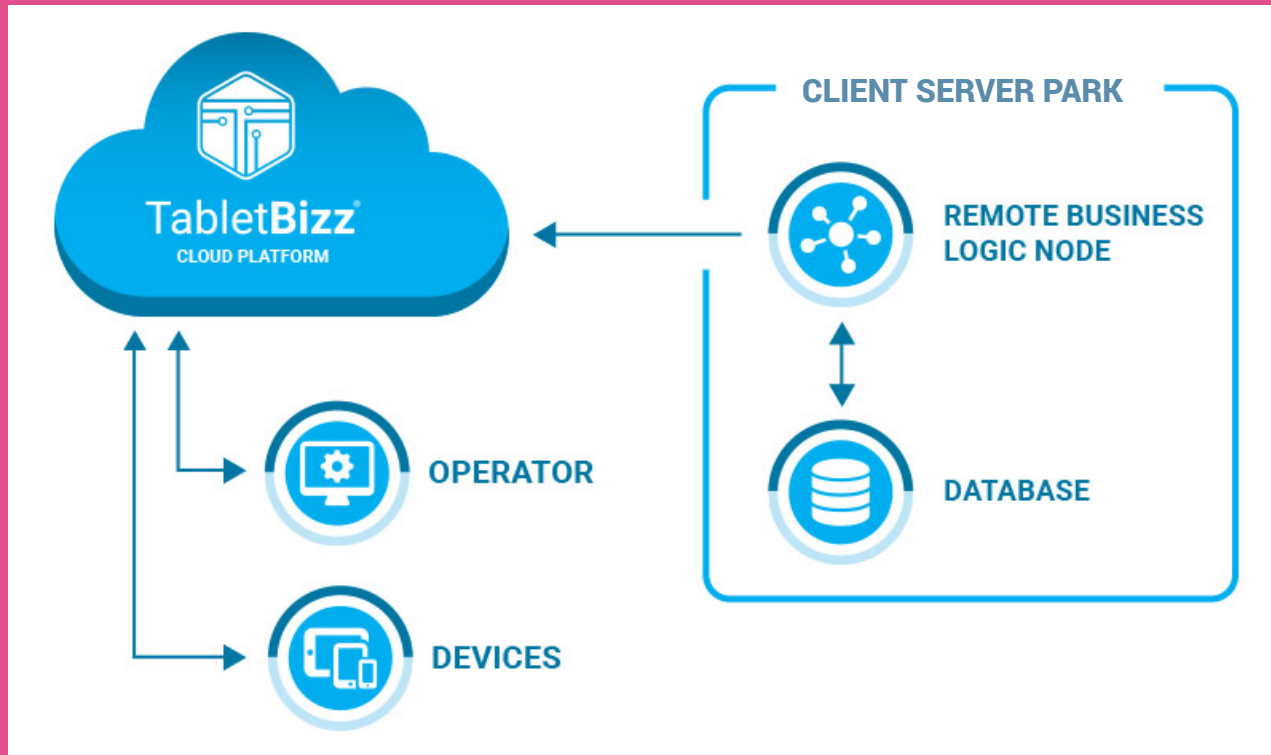 TabletBizz®
CLOUD PLATFORM
CLIENT SERVER PARK
REMOTE BUSINESS
LOGIC NODE
OPERATOR
DATABASE
DEVICES